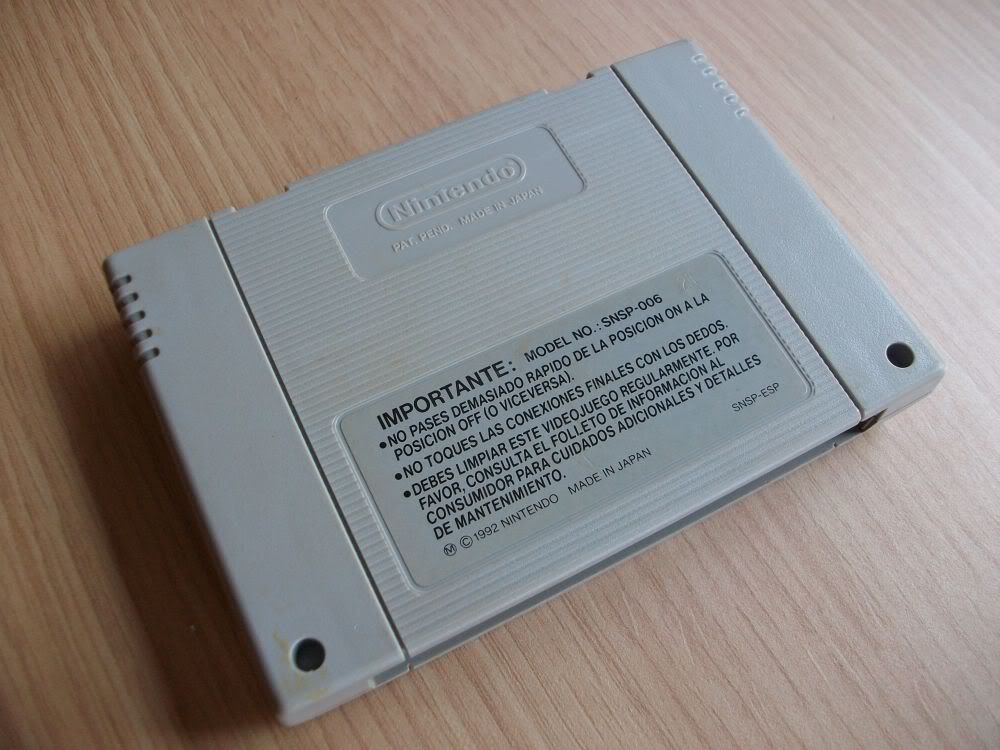 Nintendo
PAT. PEND. MADE IN JAPAN
IMPORTANTE: MODEL NO.: SNSP-006
•NO PASES DEMASIADO RAPIDO DE LA POSICION ON A LA
POSICION OFF (O VICEVERSA).
•NO TOQUES LAS CONEXIONES FINALES CON LOS DEDOS.
•DEBES LIMPIAR ESTE VIDEOJUEGO REGULARMENTE. POR
FAVOR, CONSULTA EL FOLLETO DE INFORMACION AL
CONSUMIDOR PARA CUIDADOS ADICIONALES Y DETALLES
DE MANTENIMIENTO.
SNSP-ESP
Ⓜ ©1992 NINTENDO MADE IN JAPAN